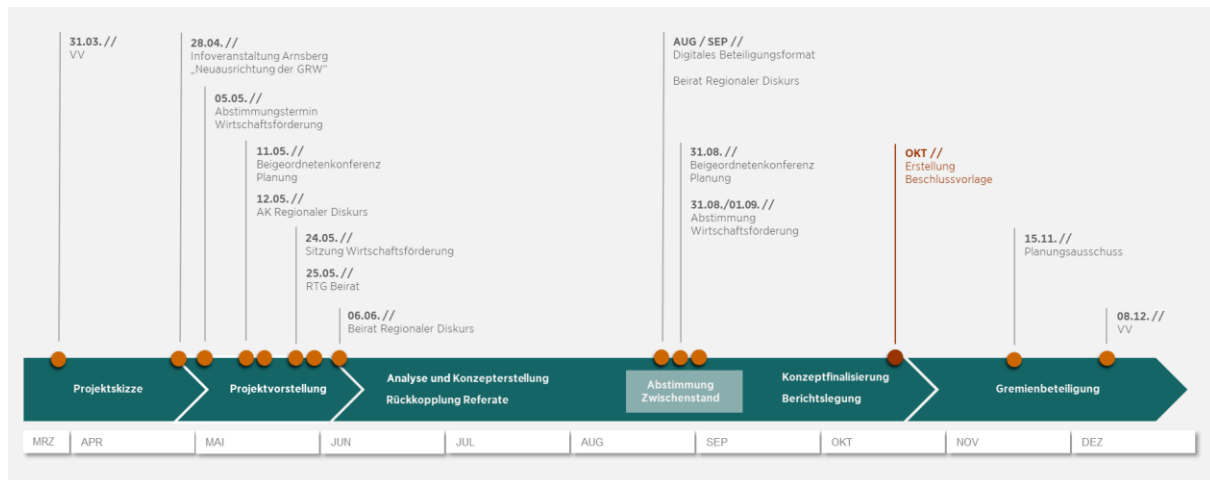 31.03. //
VV
28.04. //
Infoveranstaltung Arnsberg
„Neuausrichtung der GRW“
05.05. //
Abstimmungstermin
Wirtschaftsförderung
11.05. //
Beigeordnetenkonferenz
Planung
12.05. //
AK Regionaler Diskurs
24.05. //
Sitzung Wirtschaftsförderung
25.05. //
RTG Beirat
06.06. //
Beirat Regionaler Diskurs
AUG / SEP //
Digitales Beteiligungsformat
Beirat Regionaler Diskurs
31.08. //
Beigeordnetenkonferenz
Planung
31.08./01.09. //
Abstimmung
Wirtschaftsförderung
OKT //
Erstellung
Beschlussvorlage
15.11. //
Planungsausschuss
08.12. //
VV
Projektskizze
Projektvorstellung
Analyse und Konzepterstellung
Rückkopplung Referate
Abstimmung
Zwischenstand
Konzeptfinalisierung
Berichtslegung
Gremienbeteiligung
MRZ
APR
MAI
JUN
JUL
AUG
SEP
OKT
NOV
DEZ